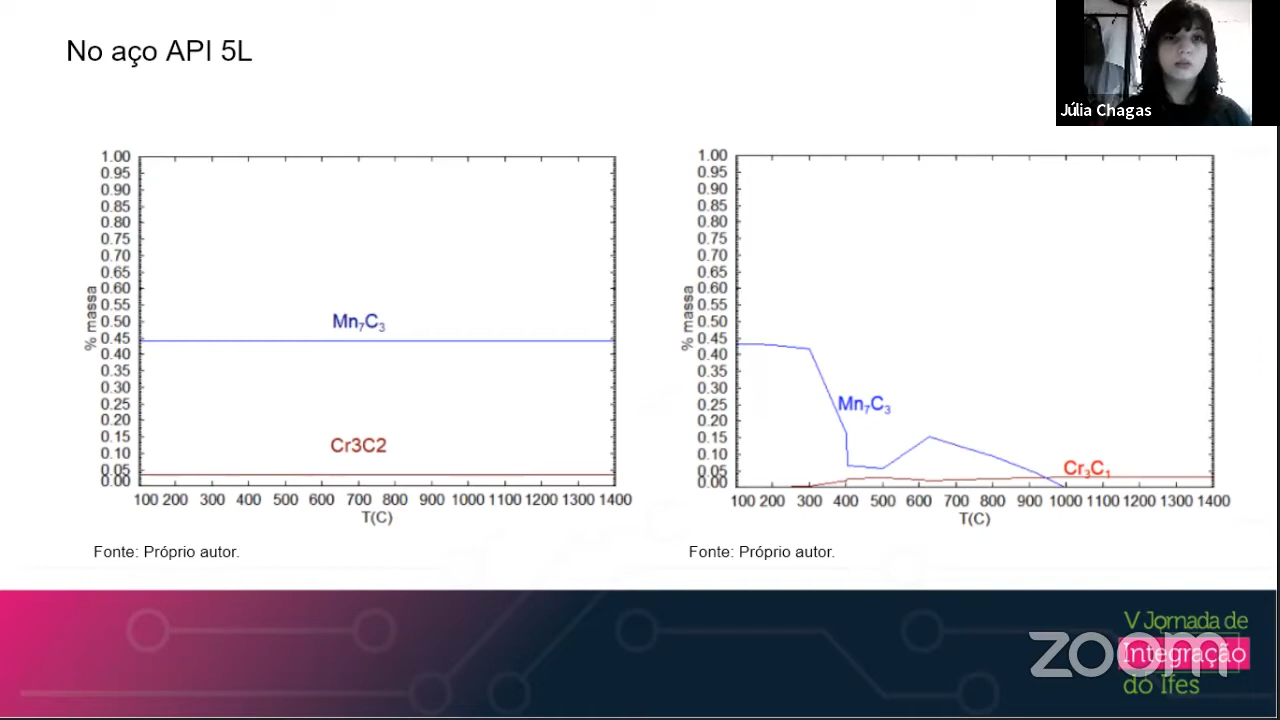 No aço API 5L
Júlia Chagas
1.00
0.95
0.90
0.85
0.80
0.75
0.70
0.65
0.60
0.55
0.50
0.45
0.40
0.35
0.30
0.25
0.20
0.15
0.10
0.05
0.00
% massa
Mn₇C₃
Cr3C2
100 200 300 400 500 600 700 800 900 1000 1100 1200 1300 1400
T(C)
Fonte: Próprio autor.
1.00
0.95
0.90
0.85
0.80
0.75
0.70
0.65
0.60
0.55
0.50
0.45
0.40
0.35
0.30
0.25
0.20
0.15
0.10
0.05
0.00
% massa
Mn₇C₃
Cr₃C₁
100 200 300 400 500 600 700 800 900 1000 1100 1200 1300 1400
T(C)
Fonte: Próprio autor.
V Jornada de
Integração
do Ifes
zoom